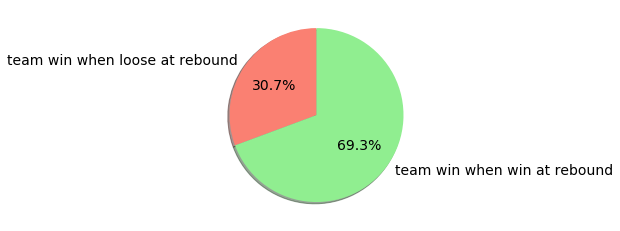 team win when loose at rebound
30.7%
69.3%
team win when win at rebound